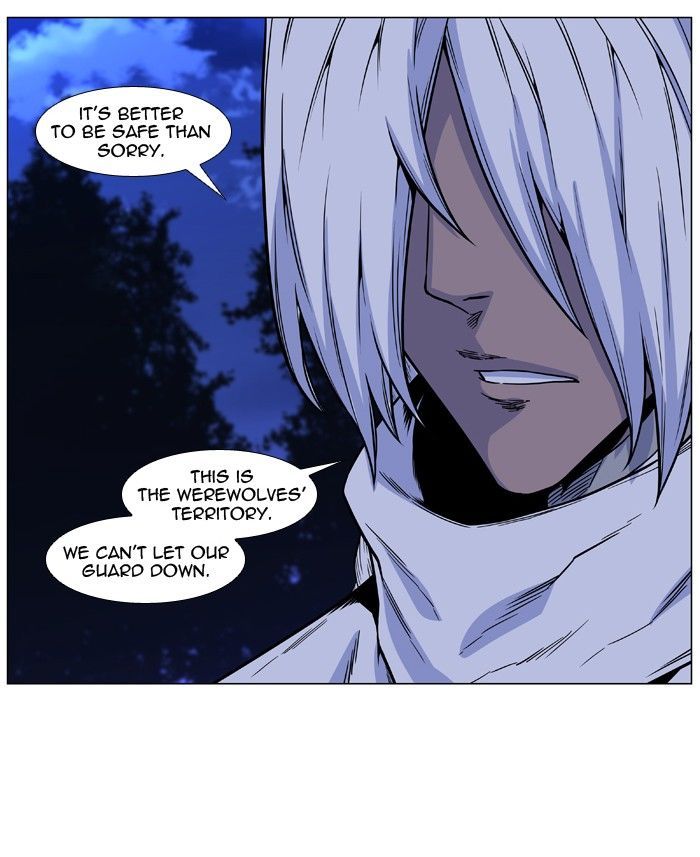 IT'S BETTER
TO BE SAFE THAN
SORRY.
THIS IS
THE WEREWOLVES'
TERRITORY.
WE CAN'T LET OUR
GUARD DOWN.